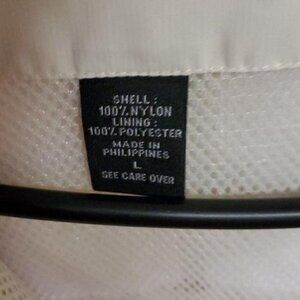 SHELL:
100% NYLON
LINING:
100% POLYESTER
MADE IN
PHILIPPINES
L
SEE CARE OVER